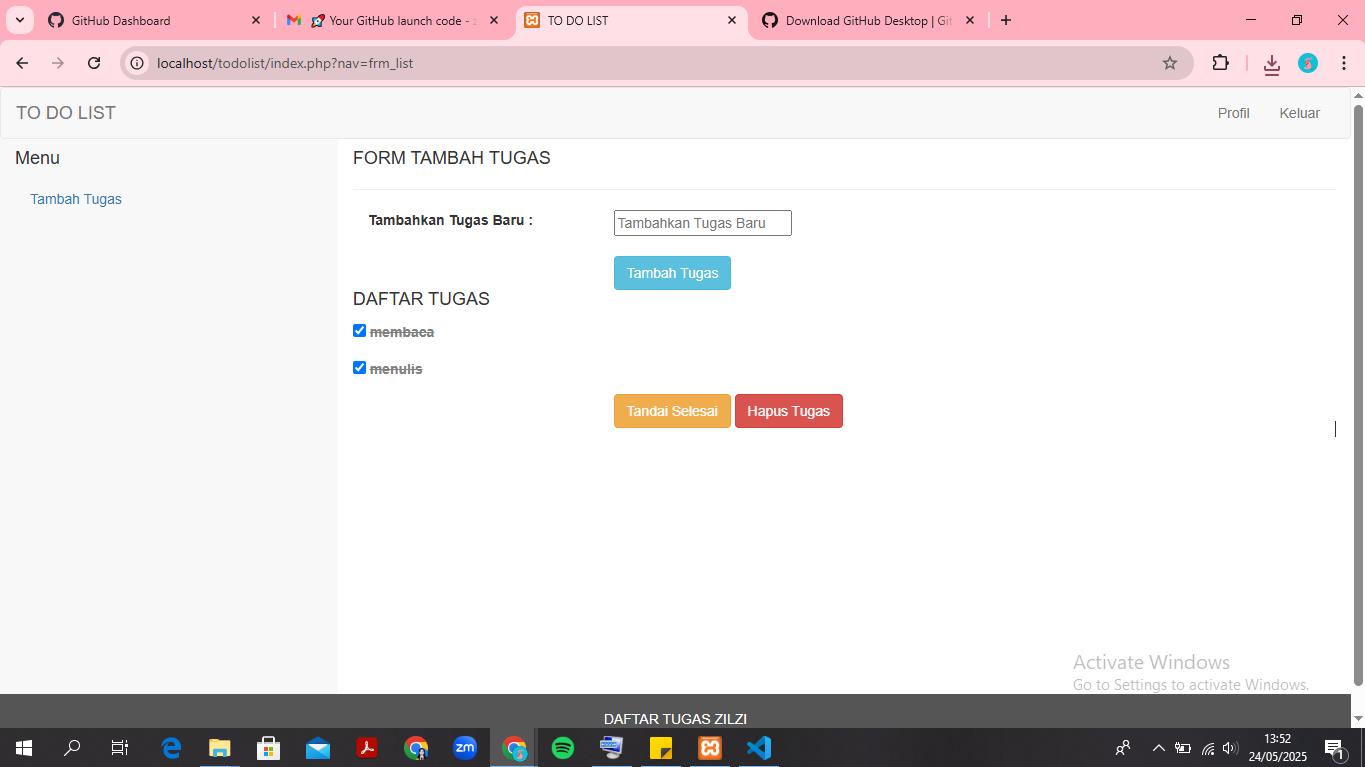 GitHub Dashboard
Your GitHub launch code -
TO DO LIST
Download GitHub Desktop | Git
localhost/todolist/index.php?nav=frm_list
TO DO LIST
Profil
Keluar
Menu
Tambah Tugas
FORM TAMBAH TUGAS
Tambahkan Tugas Baru :
Tambahkan Tugas Baru
Tambah Tugas
DAFTAR TUGAS
membaca
menulis
Tandai Selesai
Hapus Tugas
Activate Windows
Go to Settings to activate Windows.
DAFTAR TUGAS ZILZI
zm
13:52
24/05/2025
1